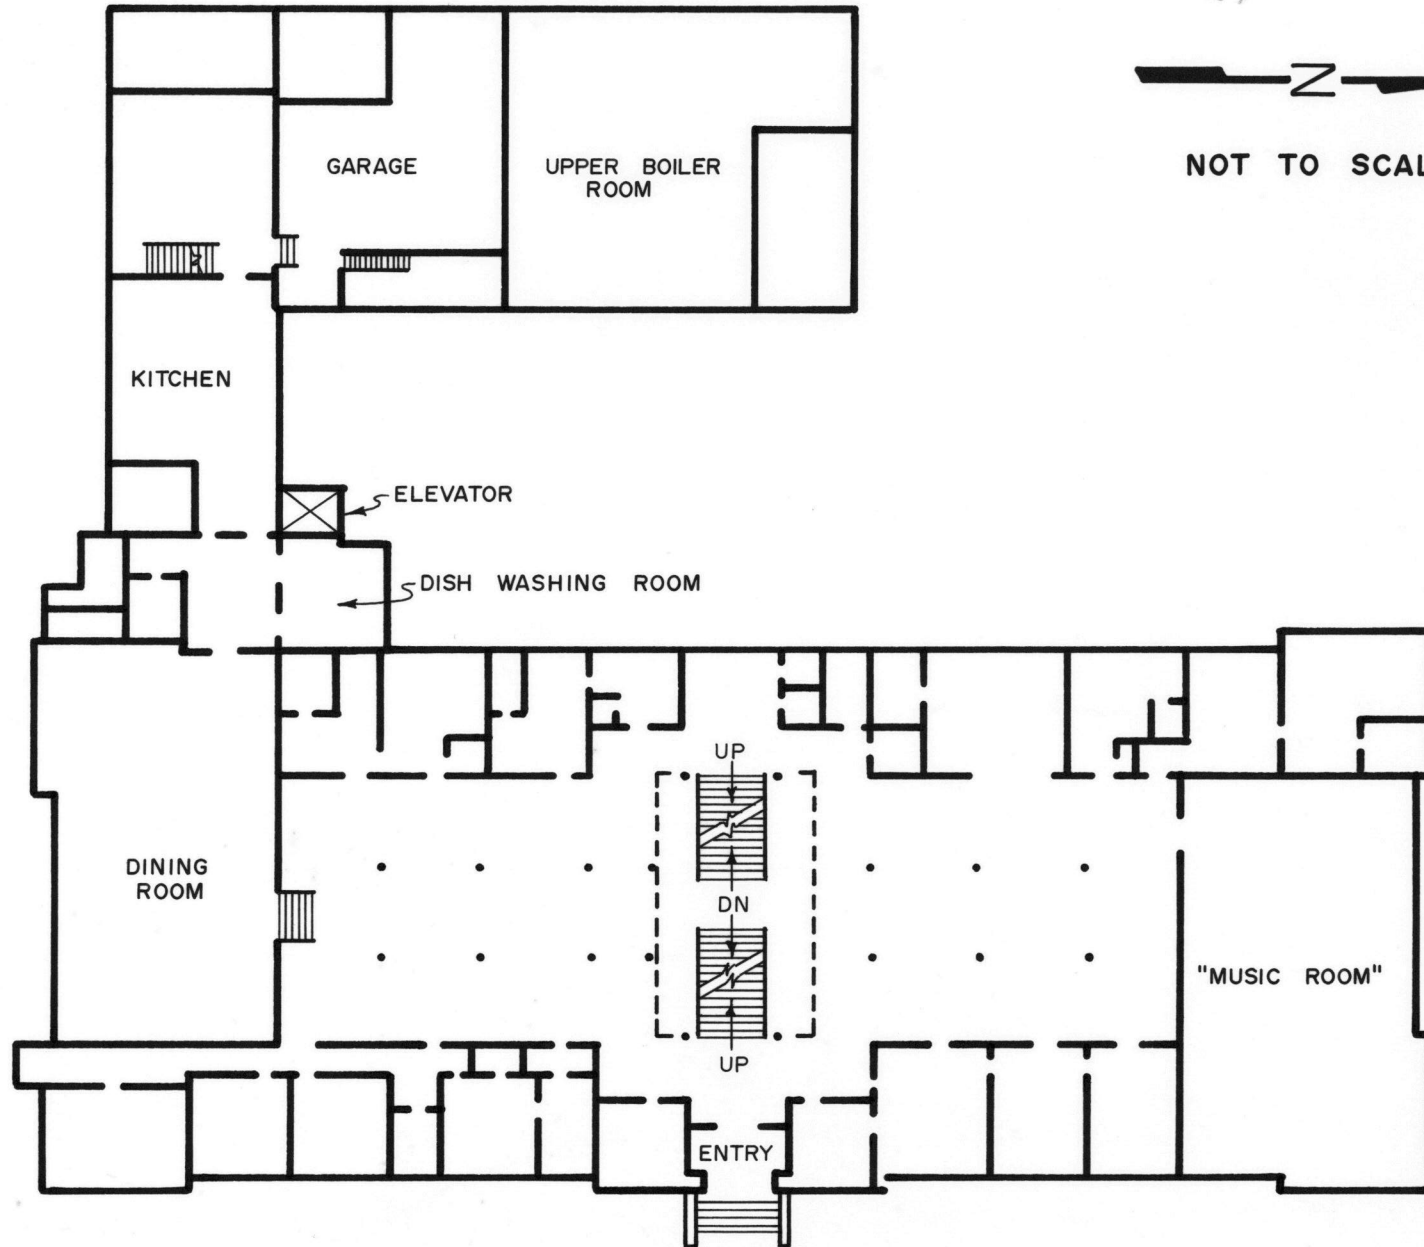 N
NOT TO SCAL
GARAGE
UPPER BOILER
ROOM
KITCHEN
ELEVATOR
DISH WASHING ROOM
UP
DINING
ROOM
DN
"MUSIC ROOM"
UP
ENTRY